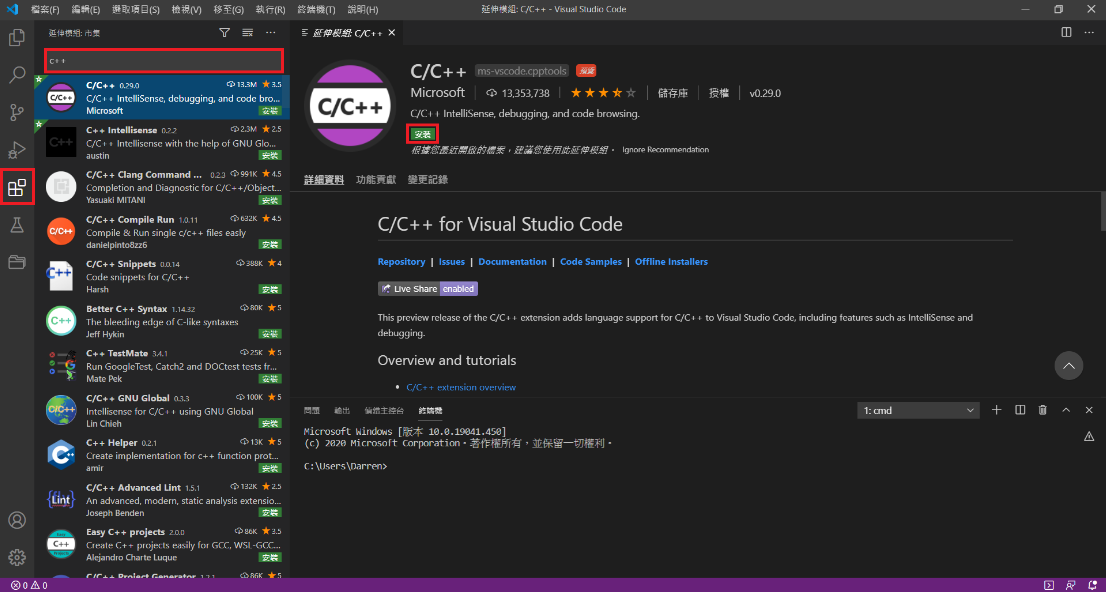 檔案(F) 編輯(E) 選取項目(S) 檢視(V) 移至(G) 執行(R) 終端機(T) 說明(H)
延伸模組: C/C++ - Visual Studio Code
延伸模組: 市集
c++
C/C++ 0.29.0 13.3M 3.5
C/C++ IntelliSense, debugging, and code bro...
Microsoft 安裝
C++ Intellisense 0.2.2 2.3M 2.5
C/C++ Intellisense with the help of GNU Glo...
austin 安裝
C/C++ Clang Command ... 0.2.3 991K 4.5
Completion and Diagnostic for C/C++/Object...
Yasuaki MITANI 安裝
C/C++ Compile Run 1.0.11 632K 4.5
Compile & Run single c/c++ files easily
danielpinto8zz6 安裝
C/C++ Snippets 0.0.14 388K 4
Code snippets for C/C++
Harsh 安裝
Better C++ Syntax 1.14.32 80K 5
The bleeding edge of C-like syntaxes
Jeff Hykin 安裝
C++ TestMate 3.4.1 25K 5
Run GoogleTest, Catch2 and DOCtest tests fr...
Mate Pek 安裝
C/C++ GNU Global 0.3.3 100K 5
Intellisense for C/C++ using GNU Global
Lin Chieh 安裝
C++ Helper 0.2.1 13K 5
Create implementation for c++ function prot...
amir 安裝
C/C++ Advanced Lint 1.5.1 132K 2.5
An advanced, modern, static analysis extensio...
Joseph Benden 安裝
Easy C++ projects 2.0.0 86K 3.5
Create C++ projects easily for GCC, WSL-GCC...
Alejandro Charte Luque 安裝
C/C++ Project Generator 86K 5
延伸模組: C/C++
C/C++
C/C++ ms-vscode.cpptools 預覽
Microsoft 13,353,738 儲存庫 授權 v0.29.0
C/C++ IntelliSense, debugging, and code browsing.
安裝
根據您最近開啟的檔案，建議您使用此延伸模組。 Ignore Recommendation
詳細資料 功能貢獻 變更記錄
C/C++ for Visual Studio Code
Repository | Issues | Documentation | Code Samples | Offline Installers
Live Share enabled
This preview release of the C/C++ extension adds language support for C/C++ to Visual Studio Code, including features such as IntelliSense and
debugging.
Overview and tutorials
• C/C++ extension overview
問題 輸出 偵錯主控台 終端機 1: cmd
Microsoft Windows [版本 10.0.19041.450]
(c) 2020 Microsoft Corporation。著作權所有，並保留一切權利。
C:\Users\Darren>
0 0